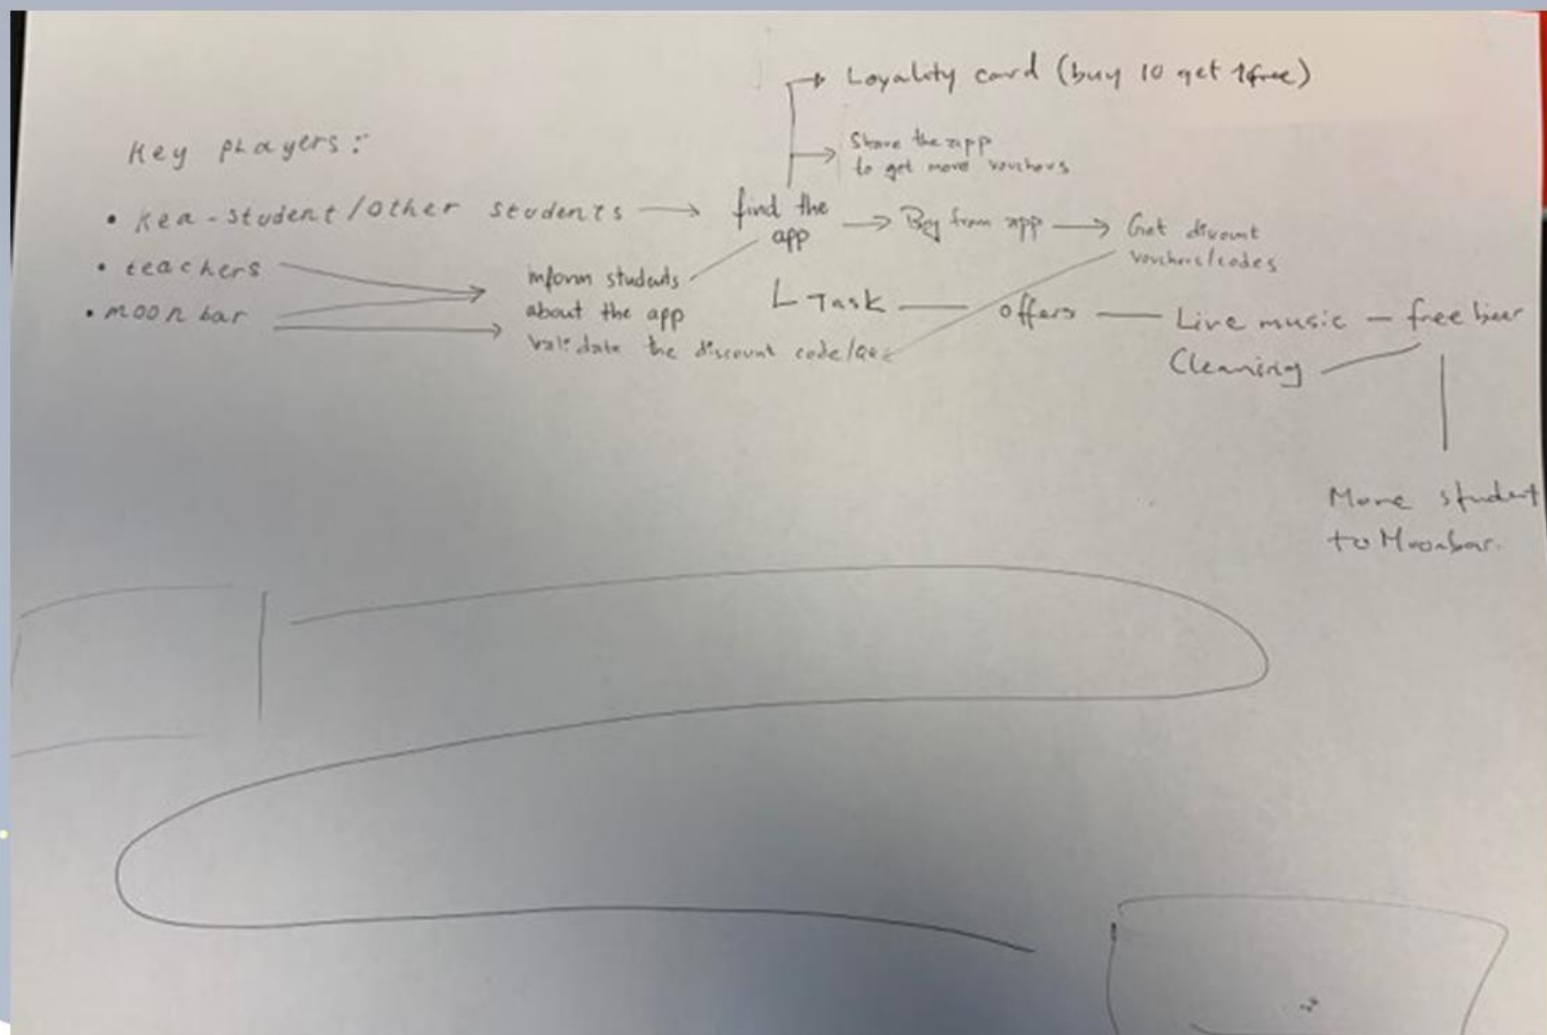 Loyality card (buy 10 get 1 free)
Key players:
Share the app
to get more vouchers
• Kea-student/other students
find the
app
Buy from app
Get discount
vouchers/codes
• teachers
inform students
about the app
• moon bar
Validate the discount code/
Task
offers
Live music
free beer
Cleaning
More student
to Moonbar.